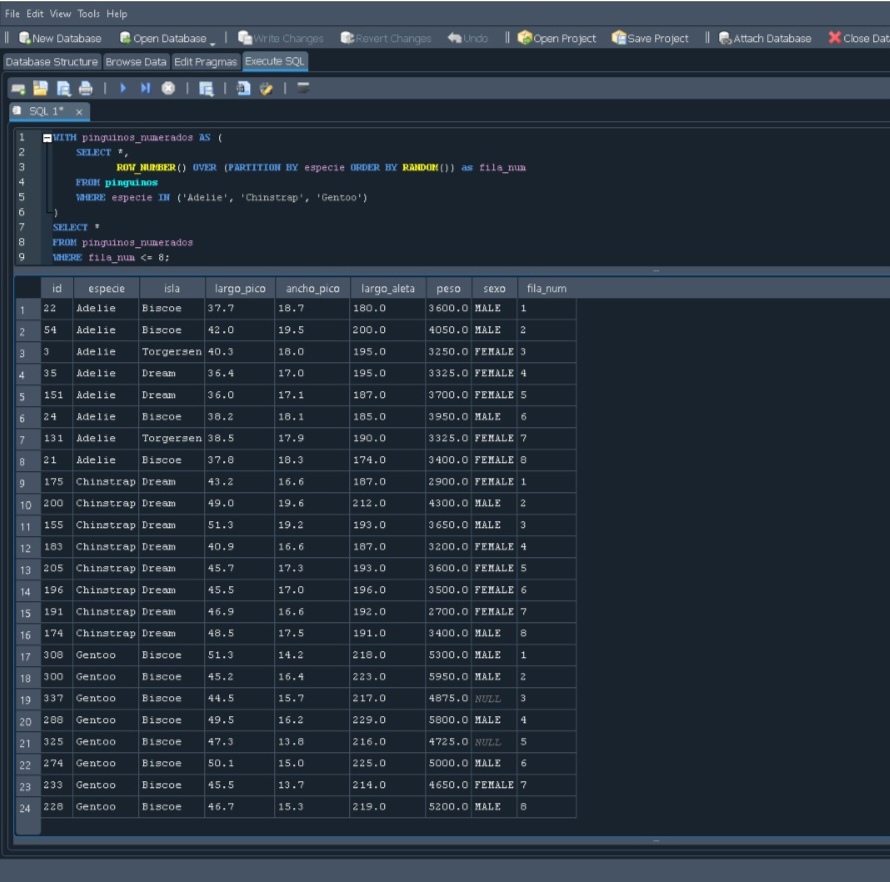 File Edit View Tools Help
New Database Open Database Write Changes Revert Changes Undo Open Project Save Project Attach Database Close Dat
Database Structure Browse Data Edit Pragmas Execute SQL
SQL 1* x
1 WITH pinguinos_numerados AS (
2 SELECT *,
3 ROW_NUMBER() OVER (PARTITION BY especie ORDER BY RANDOM()) as fila_num
4 FROM pinguinos
5 WHERE especie IN ('Adelie', 'Chinstrap', 'Gentoo')
6 )
7 SELECT *
8 FROM pinguinos_numerados
9 WHERE fila_num <= 8;
id especie isla largo_pico ancho_pico largo_aleta peso sexo fila_num
1 22 Adelie Biscoe 37.7 18.7 180.0 3600.0 MALE 1
2 54 Adelie Biscoe 42.0 19.5 200.0 4050.0 MALE 2
3 3 Adelie Torgersen 40.3 18.0 195.0 3250.0 FEMALE 3
4 35 Adelie Dream 36.4 17.0 195.0 3325.0 FEMALE 4
5 151 Adelie Dream 36.0 17.1 187.0 3700.0 FEMALE 5
6 24 Adelie Biscoe 38.2 18.1 185.0 3950.0 MALE 6
7 131 Adelie Torgersen 38.5 17.9 190.0 3325.0 FEMALE 7
8 21 Adelie Biscoe 37.8 18.3 174.0 3400.0 FEMALE 8
9 175 Chinstrap Dream 43.2 16.6 187.0 2900.0 FEMALE 1
10 200 Chinstrap Dream 49.0 19.6 212.0 4300.0 MALE 2
11 155 Chinstrap Dream 51.3 19.2 193.0 3650.0 MALE 3
12 183 Chinstrap Dream 40.9 16.6 187.0 3200.0 FEMALE 4
13 205 Chinstrap Dream 45.7 17.3 193.0 3600.0 FEMALE 5
14 196 Chinstrap Dream 45.5 17.0 196.0 3500.0 FEMALE 6
15 191 Chinstrap Dream 46.9 16.6 192.0 2700.0 FEMALE 7
16 174 Chinstrap Dream 48.5 17.5 191.0 3400.0 MALE 8
17 308 Gentoo Biscoe 51.3 14.2 218.0 5300.0 MALE 1
18 300 Gentoo Biscoe 45.2 16.4 223.0 5950.0 MALE 2
19 337 Gentoo Biscoe 44.5 15.7 217.0 4875.0 NULL 3
20 288 Gentoo Biscoe 49.5 16.2 229.0 5800.0 MALE 4
21 325 Gentoo Biscoe 47.3 13.8 216.0 4725.0 NULL 5
22 274 Gentoo Biscoe 50.1 15.0 225.0 5000.0 MALE 6
23 233 Gentoo Biscoe 45.5 13.7 214.0 4650.0 FEMALE 7
24 228 Gentoo Biscoe 46.7 15.3 219.0 5200.0 MALE 8